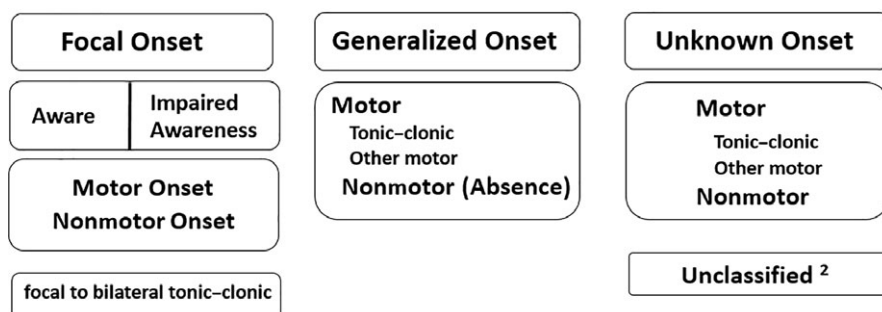 Focal Onset
Aware
Impaired
Awareness
Motor Onset
Nonmotor Onset
focal to bilateral tonic–clonic
Generalized Onset
Motor
Tonic–clonic
Other motor
Nonmotor (Absence)
Unknown Onset
Motor
Tonic–clonic
Other motor
Nonmotor
Unclassified ²